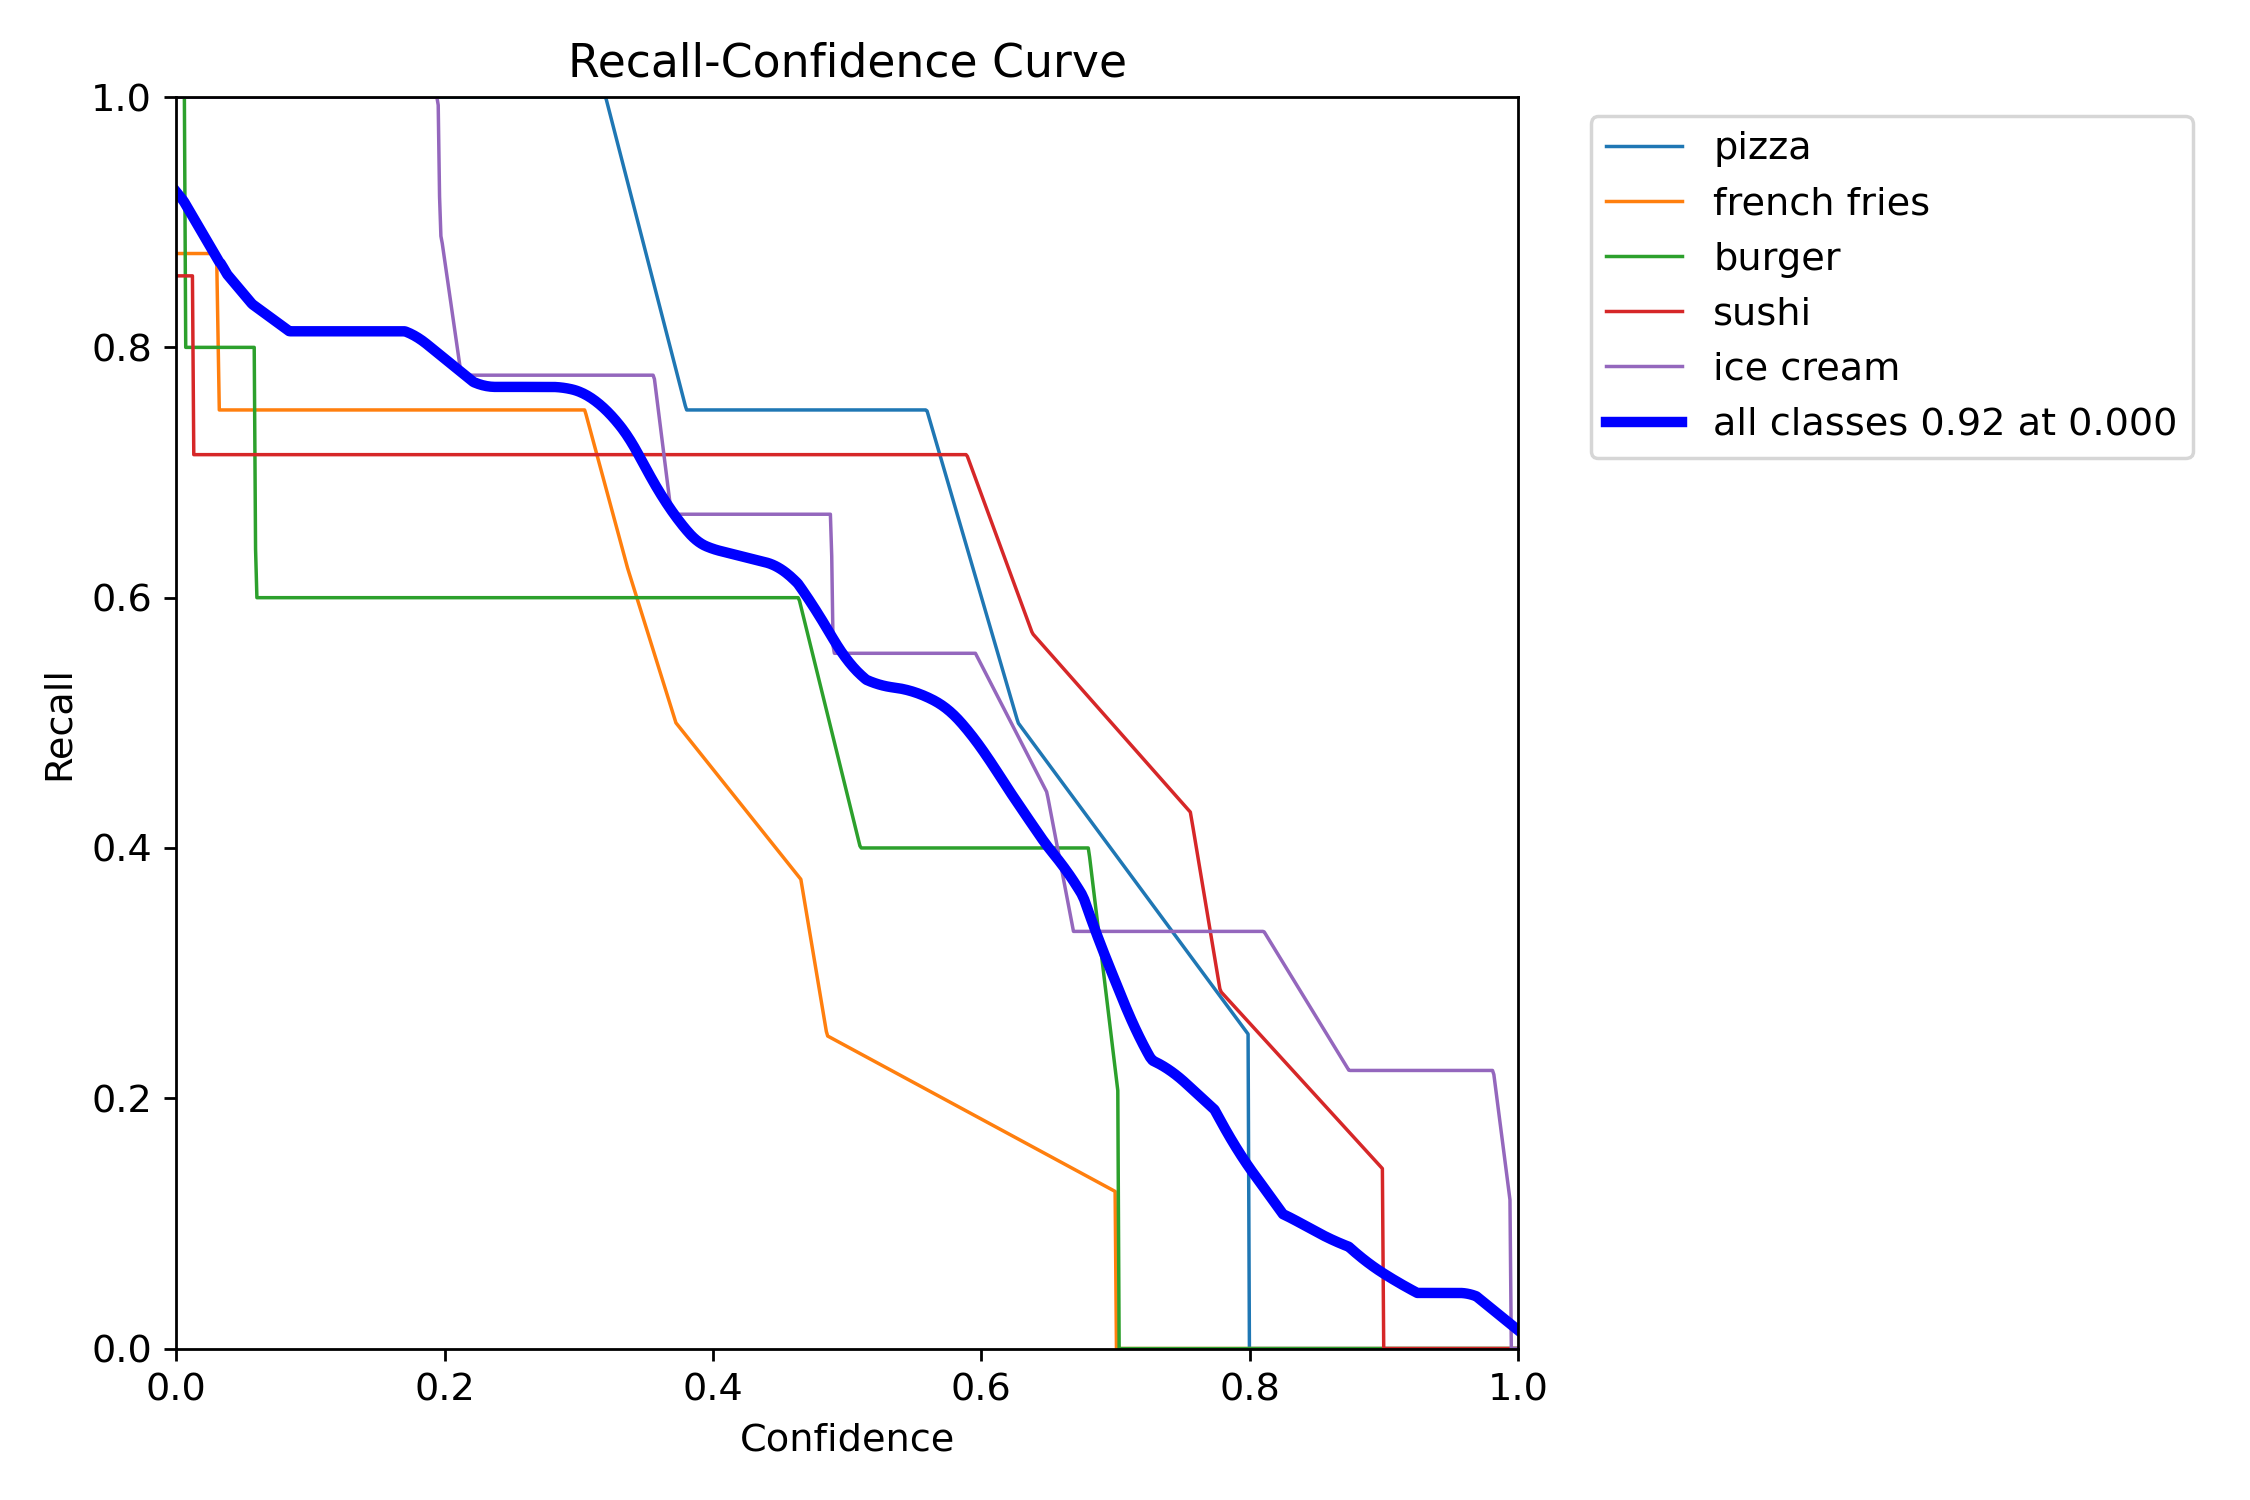 Recall-Confidence Curve
1.0
0.8
0.6
0.4
0.2
0.0
Recall
0.0 0.2 0.4 0.6 0.8 1.0
Confidence
pizza
french fries
burger
sushi
ice cream
all classes 0.92 at 0.000